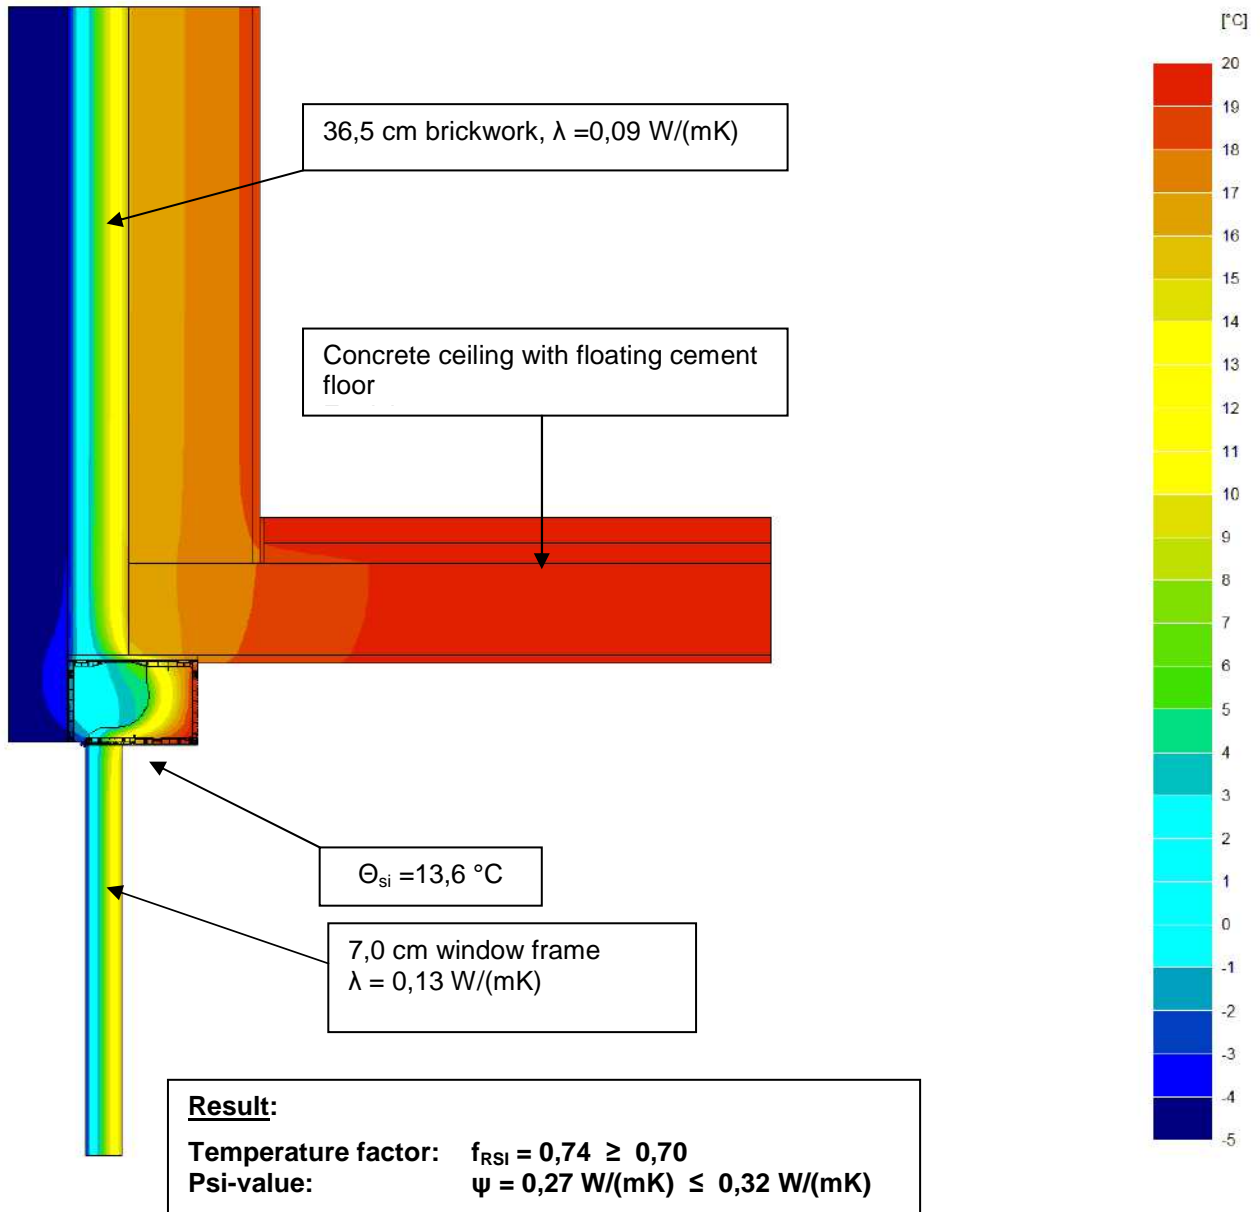 [°C]
36,5 cm brickwork, λ =0,09 W/(mK)
Concrete ceiling with floating cement
floor
Θsi =13,6 °C
7,0 cm window frame
λ = 0,13 W/(mK)
20
19
18
17
16
15
14
13
12
11
10
9
8
7
6
5
4
3
2
1
0
-1
-2
-3
-4
-5
Result:
Temperature factor: fRSI = 0,74 ≥ 0,70
Psi-value: ψ = 0,27 W/(mK) ≤ 0,32 W/(mK)